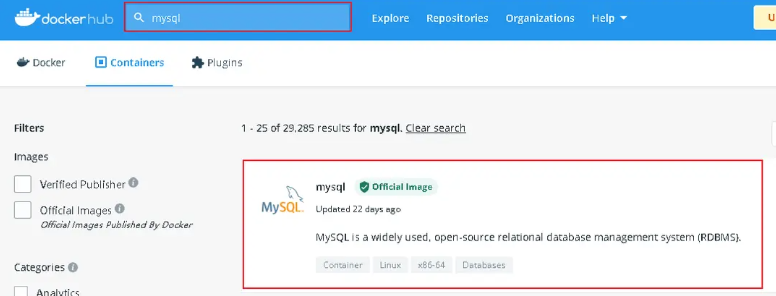 dockerhub mysql Explore Repositories Organizations Help
Docker Containers Plugins
Filters
1 - 25 of 29,285 results for mysql. Clear search
Images
Verified Publisher
Official Images
Official Images Published By Docker
Categories
Analytics
MySQL
mysql Official Image
Updated 22 days ago
MySQL is a widely used, open-source relational database management system (RDBMS).
Container Linux x86-64 Databases